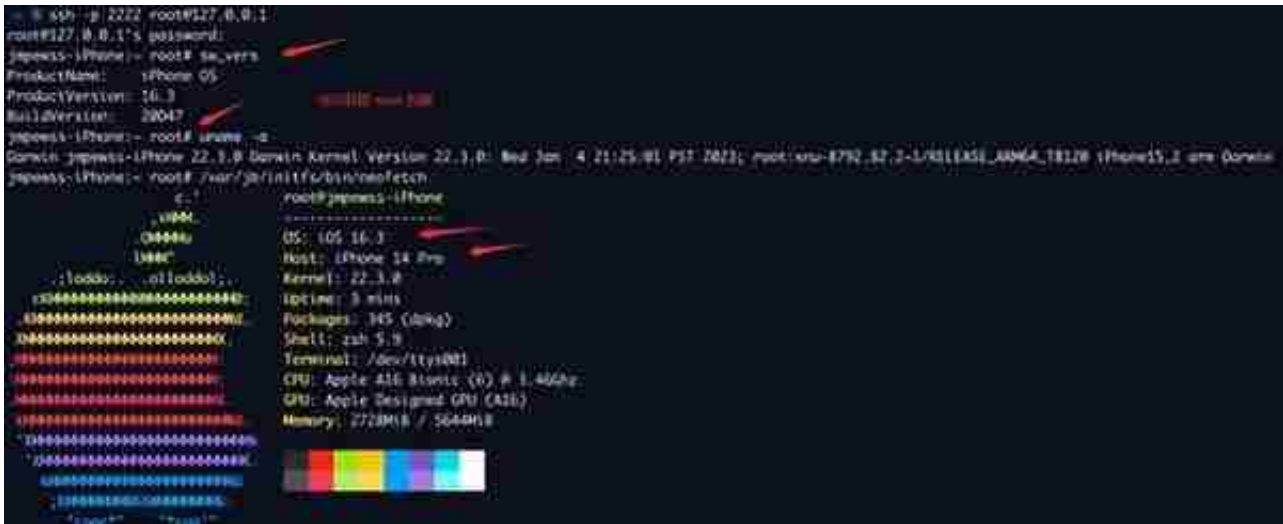 ~ % ssh -p 2222 root@127.0.0.1
root@127.0.0.1's password:
jmpewss-iPhone:~ root# sw_vers
ProductName: iPhone OS
ProductVersion: 16.3
BuildVersion: 20D47
jmpewss-iPhone:~ root# uname -a
Darwin jmpewss-iPhone 22.3.0 Darwin Kernel Version 22.3.0: Wed Jan 4 21:25:01 PST 2023; root:xnu-8792.82.2~1/RELEASE_ARM64_T8120 iPhone15,2 arm Darwin
jmpewss-iPhone:~ root# /var/jb/initfs/bin/neofetch
root@jmpewss-iPhone
-------------------
OS: iOS 16.3
Host: iPhone 14 Pro
Kernel: 22.3.0
Uptime: 3 mins
Packages: 345 (dpkg)
Shell: zsh 5.9
Terminal: /dev/ttys001
CPU: Apple A16 Bionic (6) @ 3.46GHz
GPU: Apple Designed GPU (A16)
Memory: 2728MiB / 5644MiB